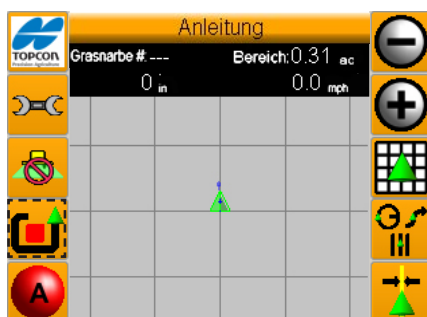 Anleitung
TOPCON
Precision Agriculture
Grasnarbe #: ---
Bereich:0.31 ac
0 in
0.0 mph
A